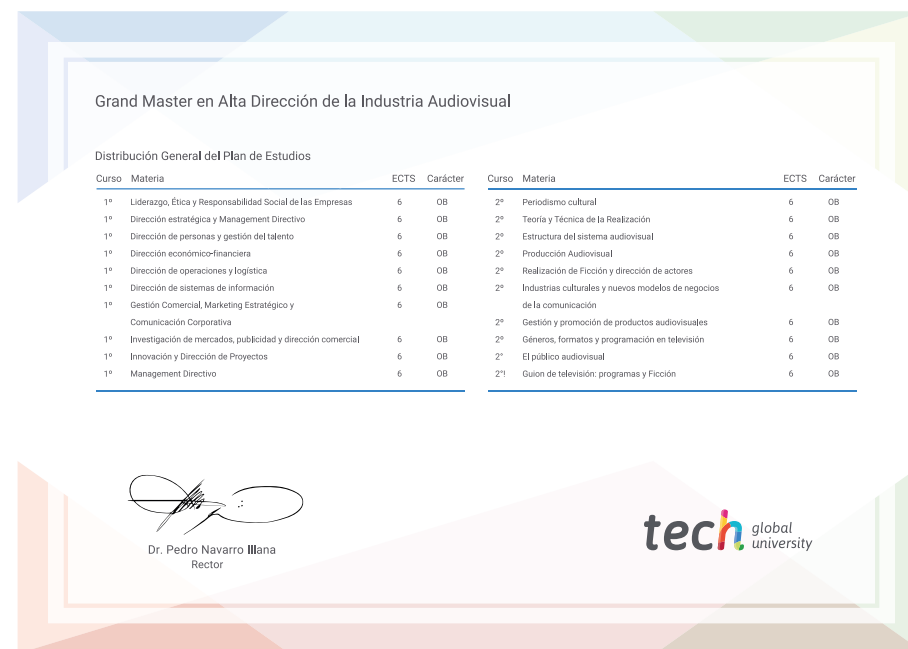 Grand Master en Alta Dirección de la Industria Audiovisual
Distribución General del Plan de Estudios
Curso Materia ECTS Carácter
1º Liderazgo, Ética y Responsabilidad Social de las Empresas 6 OB
1º Dirección estratégica y Management Directivo 6 OB
1º Dirección de personas y gestión del talento 6 OB
1º Dirección económico-financiera 6 OB
1º Dirección de operaciones y logística 6 OB
1º Dirección de sistemas de información 6 OB
1º Gestión Comercial, Marketing Estratégico y 6 OB
Comunicación Corporativa
1º Investigación de mercados, publicidad y dirección comercial 6 OB
1º Innovación y Dirección de Proyectos 6 OB
1º Management Directivo 6 OB
Curso Materia ECTS Carácter
2º Periodismo cultural 6 OB
2º Teoría y Técnica de la Realización 6 OB
2º Estructura del sistema audiovisual 6 OB
2º Producción Audiovisual 6 OB
2º Realización de Ficción y dirección de actores 6 OB
2º Industrias culturales y nuevos modelos de negocios 6 OB
de la comunicación
2º Gestión y promoción de productos audiovisuales 6 OB
2º Géneros, formatos y programación en televisión 6 OB
2° El público audiovisual 6 OB
2°! Guion de televisión: programas y Ficción 6 OB
Dr. Pedro Navarro Illana
Rector
tech global
university